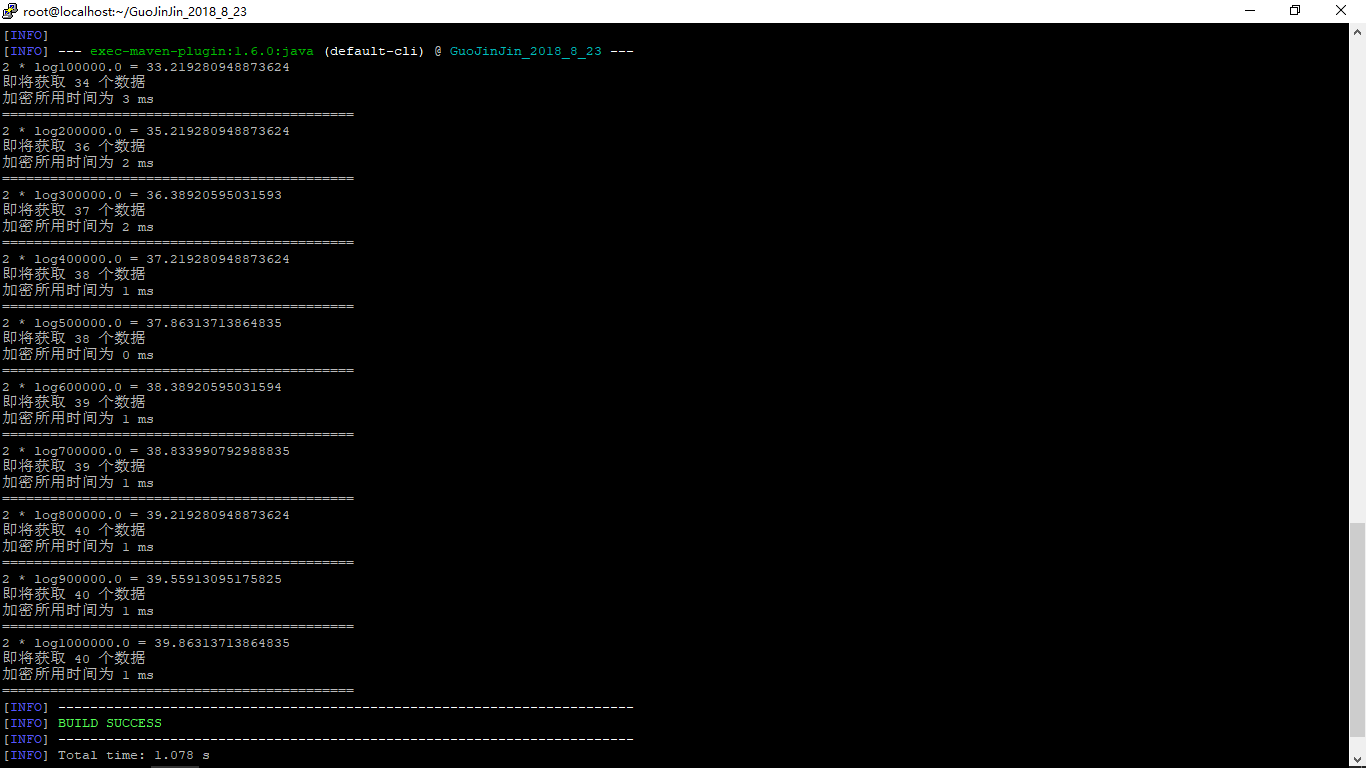 root@localhost:~/GuoJinJin_2018_8_23
[INFO]
[INFO] --- exec-maven-plugin:1.6.0:java (default-cli) @ GuoJinJin_2018_8_23 ---
2 * log100000.0 = 33.219280948873624
即将获取 34 个数据
加密所用时间为 3 ms
============================================
2 * log200000.0 = 35.219280948873624
即将获取 36 个数据
加密所用时间为 2 ms
============================================
2 * log300000.0 = 36.38920595031593
即将获取 37 个数据
加密所用时间为 2 ms
============================================
2 * log400000.0 = 37.219280948873624
即将获取 38 个数据
加密所用时间为 1 ms
============================================
2 * log500000.0 = 37.86313713864835
即将获取 38 个数据
加密所用时间为 0 ms
============================================
2 * log600000.0 = 38.38920595031594
即将获取 39 个数据
加密所用时间为 1 ms
============================================
2 * log700000.0 = 38.833990792988835
即将获取 39 个数据
加密所用时间为 1 ms
============================================
2 * log800000.0 = 39.219280948873624
即将获取 40 个数据
加密所用时间为 1 ms
============================================
2 * log900000.0 = 39.55913095175825
即将获取 40 个数据
加密所用时间为 1 ms
============================================
2 * log1000000.0 = 39.86313713864835
即将获取 40 个数据
加密所用时间为 1 ms
============================================
[INFO] ------------------------------------------------------------------------
[INFO] BUILD SUCCESS
[INFO] ------------------------------------------------------------------------
[INFO] Total time: 1.078 s